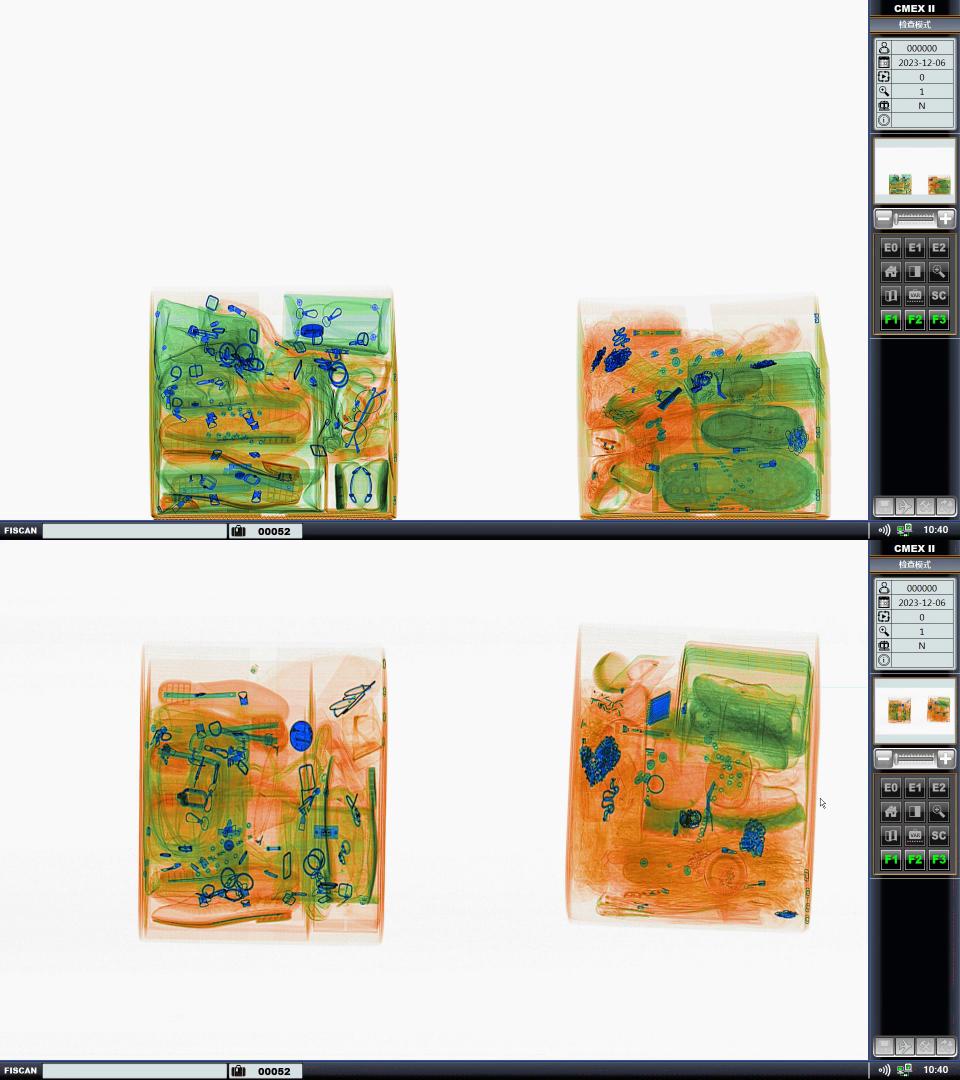 CMEX II
检查模式
000000
2023-12-06
0
1
N
E0 E1 E2
VAR SC
F1 F2 F3
FISCAN 00052 10:40
CMEX II
检查模式
000000
2023-12-06
0
1
N
E0 E1 E2
VAR SC
F1 F2 F3
FISCAN 00052 10:40